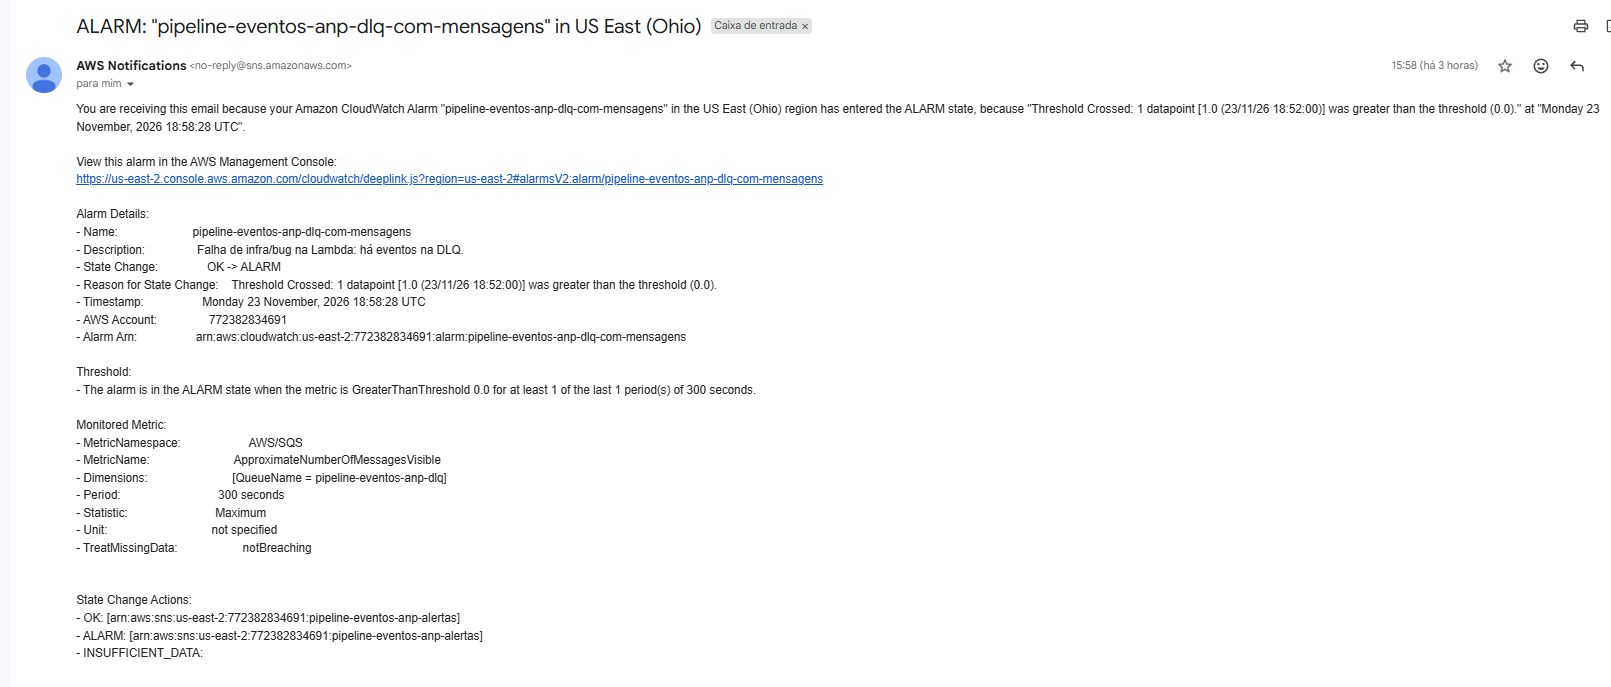 ALARM: "pipeline-eventos-anp-dlq-com-mensagens" in US East (Ohio) Caixa de entrada ×
AWS Notifications <no-reply@sns.amazonaws.com> 15:58 (há 3 horas)
para mim
You are receiving this email because your Amazon CloudWatch Alarm "pipeline-eventos-anp-dlq-com-mensagens" in the US East (Ohio) region has entered the ALARM state, because "Threshold Crossed: 1 datapoint [1.0 (23/11/26 18:52:00)] was greater than the threshold (0.0)." at "Monday 23
November, 2026 18:58:28 UTC".
View this alarm in the AWS Management Console:
https://us-east-2.console.aws.amazon.com/cloudwatch/deeplink.js?region=us-east-2#alarmsV2:alarm/pipeline-eventos-anp-dlq-com-mensagens
Alarm Details:
- Name: pipeline-eventos-anp-dlq-com-mensagens
- Description: Falha de infra/bug na Lambda: há eventos na DLQ.
- State Change: OK -> ALARM
- Reason for State Change: Threshold Crossed: 1 datapoint [1.0 (23/11/26 18:52:00)] was greater than the threshold (0.0).
- Timestamp: Monday 23 November, 2026 18:58:28 UTC
- AWS Account: 772382834691
- Alarm Arn: arn:aws:cloudwatch:us-east-2:772382834691:alarm:pipeline-eventos-anp-dlq-com-mensagens
Threshold:
- The alarm is in the ALARM state when the metric is GreaterThanThreshold 0.0 for at least 1 of the last 1 period(s) of 300 seconds.
Monitored Metric:
- MetricNamespace: AWS/SQS
- MetricName: ApproximateNumberOfMessagesVisible
- Dimensions: [QueueName = pipeline-eventos-anp-dlq]
- Period: 300 seconds
- Statistic: Maximum
- Unit: not specified
- TreatMissingData: notBreaching
State Change Actions:
- OK: [arn:aws:sns:us-east-2:772382834691:pipeline-eventos-anp-alertas]
- ALARM: [arn:aws:sns:us-east-2:772382834691:pipeline-eventos-anp-alertas]
- INSUFFICIENT_DATA: